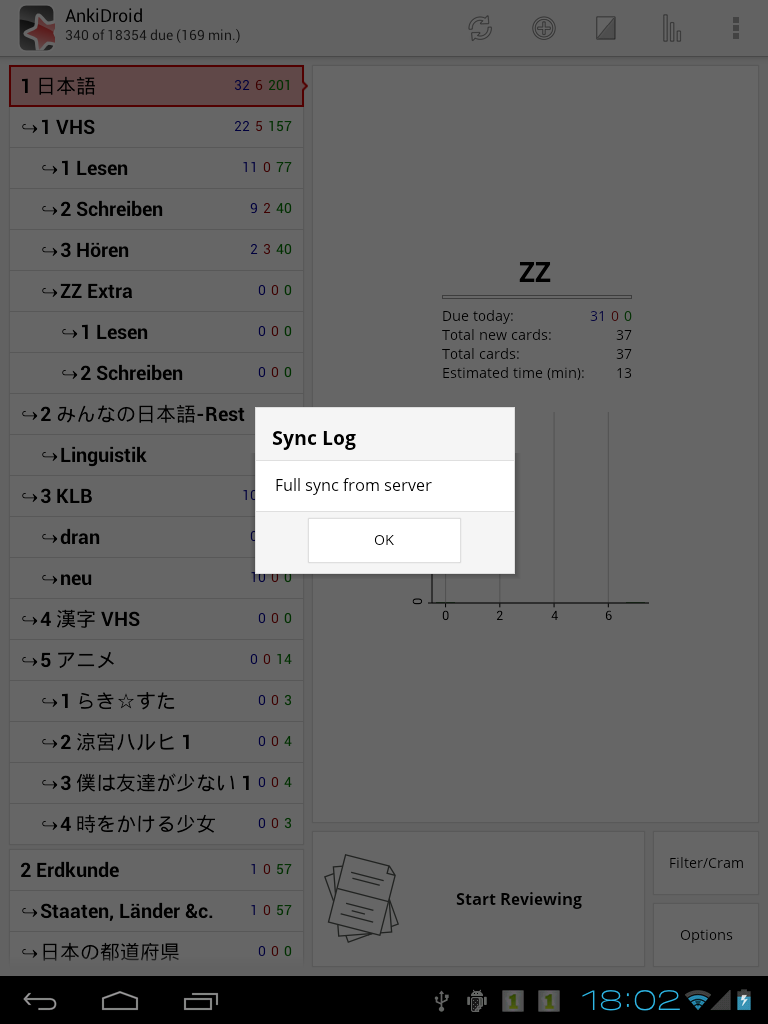 AnkiDroid
340 of 18354 due (169 min.)
1 日本語 32 6 201
↪1 VHS 22 5 157
↪1 Lesen 11 0 77
↪2 Schreiben 9 2 40
↪3 Hören 2 3 40
↪ZZ Extra 0 0 0
↪1 Lesen 0 0 0
↪2 Schreiben 0 0 0
↪2 みんなの日本語-Rest
↪Linguistik
↪3 KLB
↪dran
↪neu 10 0 0
↪4 漢字 VHS 0 0 0
↪5 アニメ 0 0 14
↪1 らき☆すた 0 0 3
↪2 涼宮ハルヒ 1 0 0 4
↪3 僕は友達が少ない 1 0 0 4
↪4 時をかける少女 0 0 3
2 Erdkunde 1 0 57
↪Staaten, Länder &c. 1 0 57
↪日本の都道府県 0 0 0
ZZ
Due today: 31 0 0
Total new cards: 37
Total cards: 37
Estimated time (min): 13
Sync Log
Full sync from server
OK
0
0 2 4 6
Start Reviewing
Filter/Cram
Options
1 1 18:02